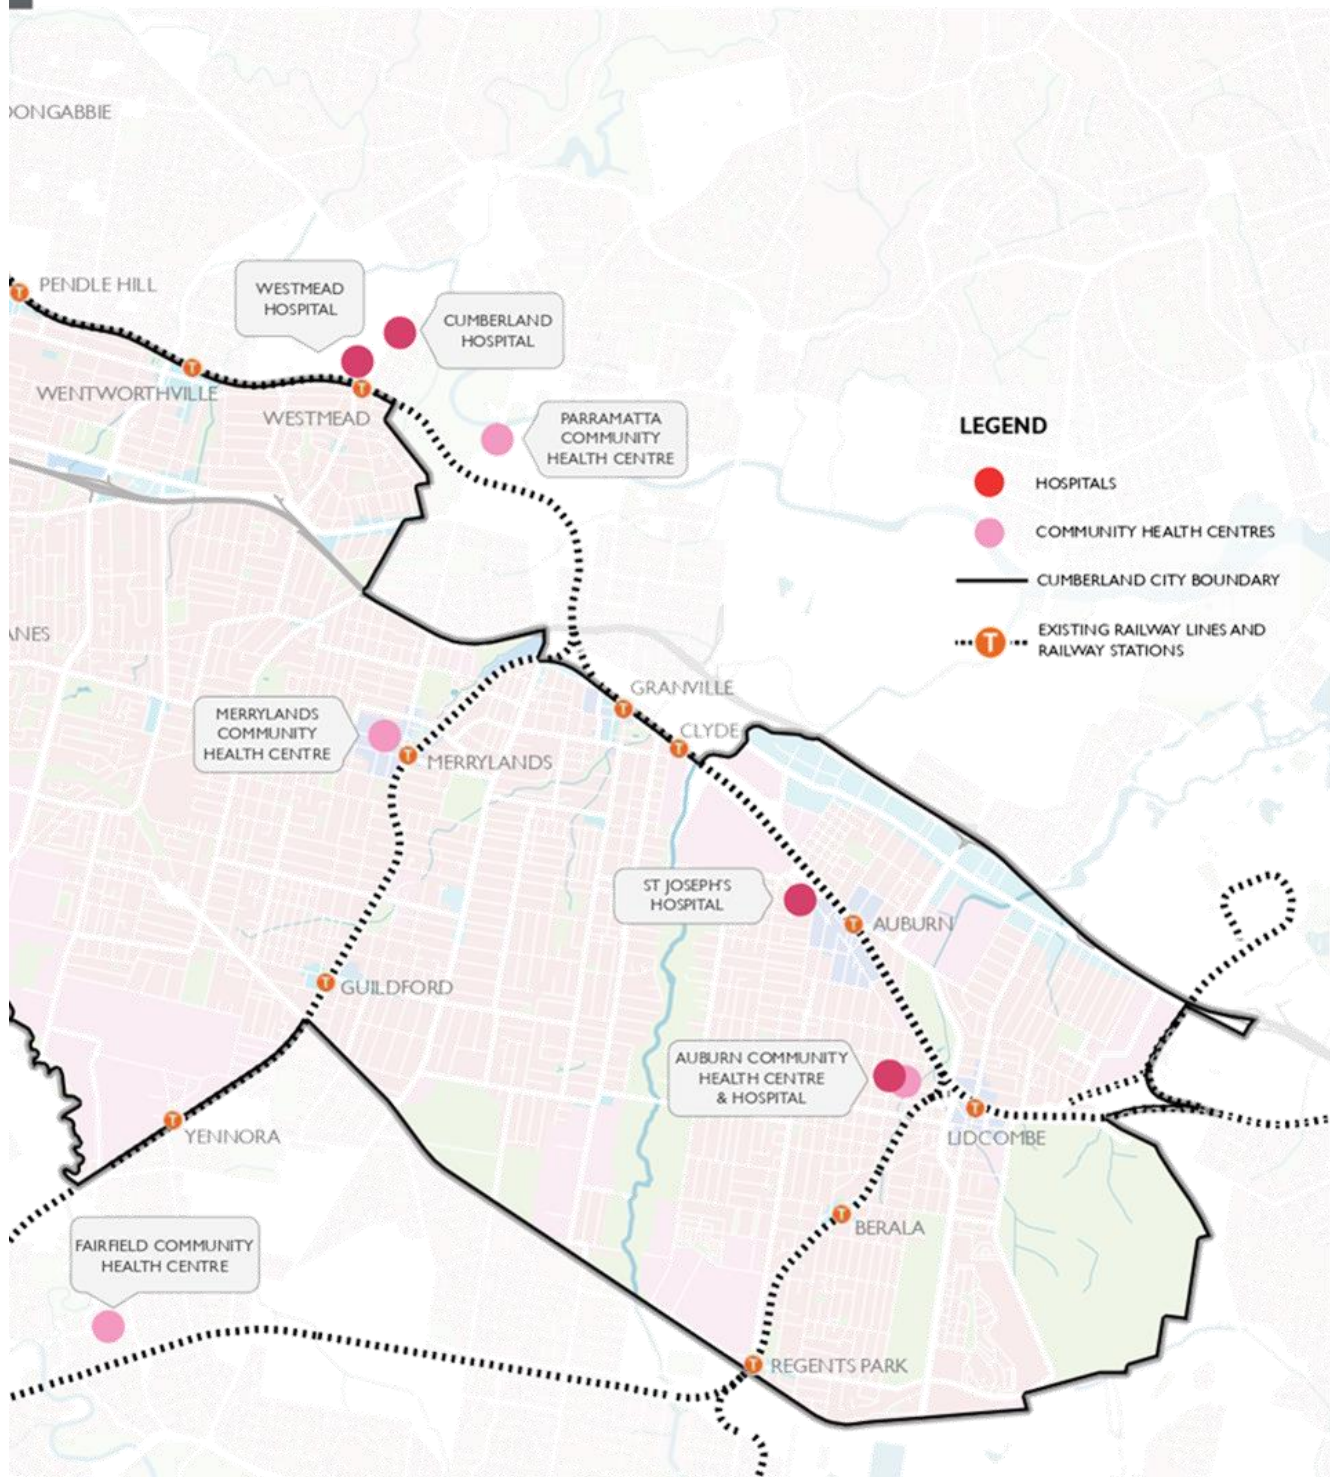 OONGABBIE
PENDLE HILL
WESTMEAD
HOSPITAL
CUMBERLAND
HOSPITAL
WENTWORTHVILLE
WESTMEAD
PARRAMATTA
COMMUNITY
HEALTH CENTRE
LEGEND
HOSPITALS
COMMUNITY HEALTH CENTRES
CUMBERLAND CITY BOUNDARY
T
EXISTING RAILWAY LINES AND
RAILWAY STATIONS
ANES
GRANVILLE
MERRYLANDS
COMMUNITY
HEALTH CENTRE
CLYDE
MERRYLANDS
ST JOSEPH'S
HOSPITAL
AUBURN
GUILDFORD
AUBURN COMMUNITY
HEALTH CENTRE
& HOSPITAL
YENNORA
LIDCOMBE
BERALA
FAIRFIELD COMMUNITY
HEALTH CENTRE
REGENTS PARK